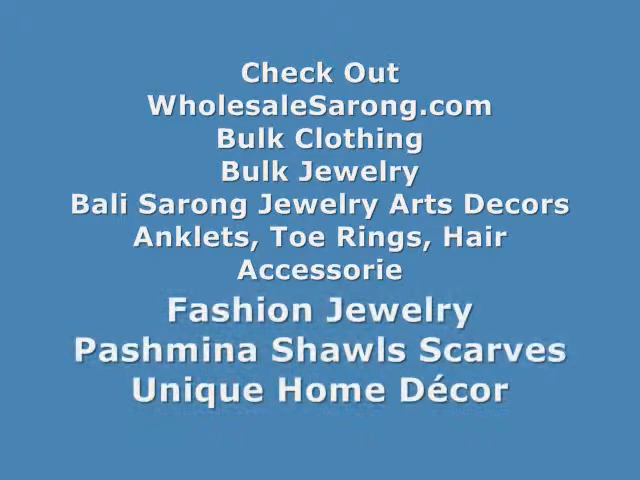 Check Out
WholesaleSarong.com
Bulk Clothing
Bulk Jewelry
Bali Sarong Jewelry Arts Decors
Anklets, Toe Rings, Hair
Accessorie
Fashion Jewelry
Pashmina Shawls Scarves
Unique Home Décor